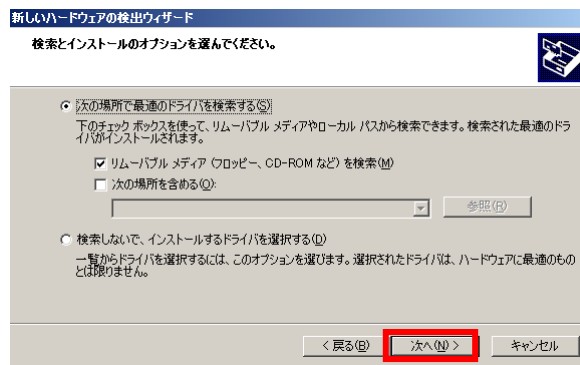 新しいハードウェアの検出ウィザード
検索とインストールのオプションを選んでください。
次の場所で最適のドライバを検索する(S)
下のチェック ボックスを使って、リムーバブル メディアやローカル パスから検索できます。検索された最適のドラ
イバがインストールされます。
リムーバブル メディア (フロッピー、CD-ROM など) を検索(M)
次の場所を含める(O):
参照(R)
検索しないで、インストールするドライバを選択する(D)
一覧からドライバを選択するには、このオプションを選びます。選択されたドライバは、ハードウェアに最適のもの
とは限りません。
< 戻る(B)
次へ(N) >
キャンセル